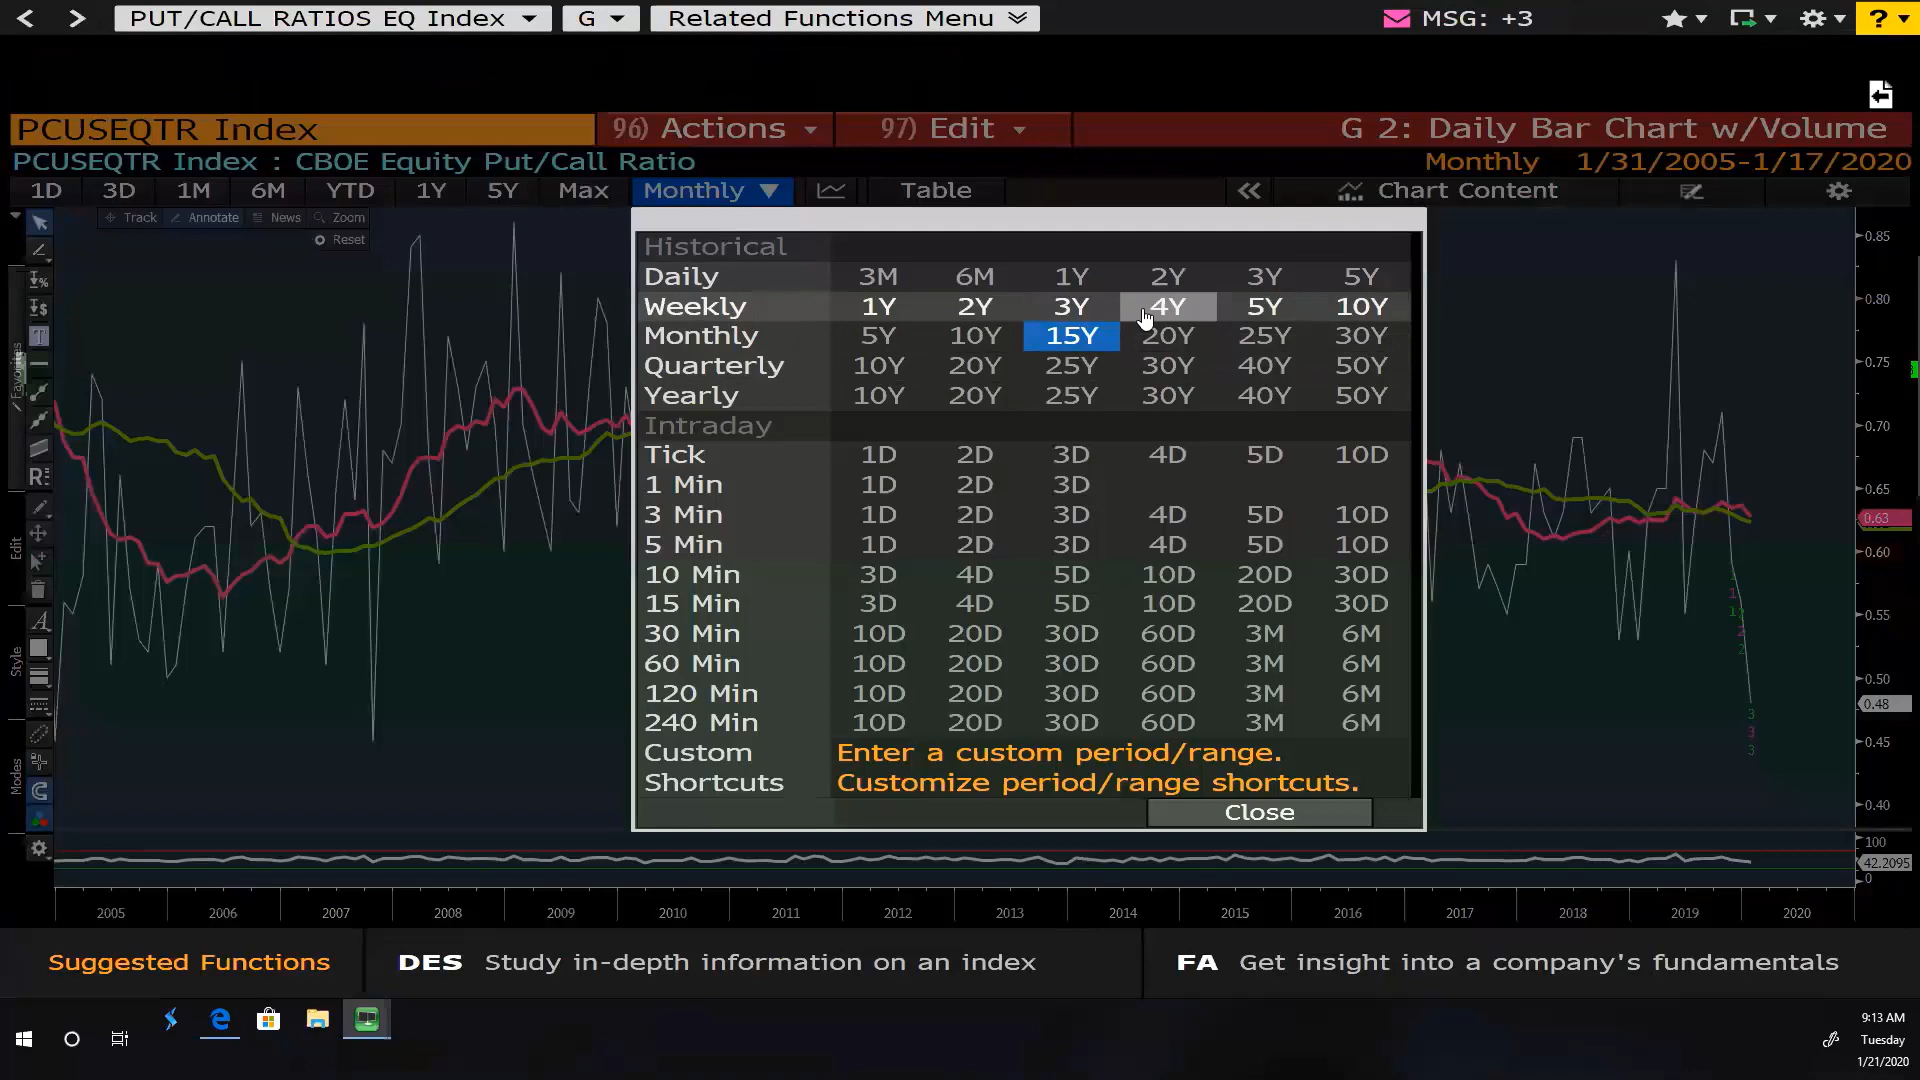 PUT/CALL RATIOS EQ Index G Related Functions Menu MSG: +3 ?
PCUSEQTR Index 96) Actions 97) Edit G 2: Daily Bar Chart w/Volume
PCUSEQTR Index : CBOE Equity Put/Call Ratio Monthly 1/31/2005-1/17/2020
1D 3D 1M 6M YTD 1Y 5Y Max Monthly Table Chart Content
Track Annotate News Zoom
Reset
Historical
Daily 3M 6M 1Y 2Y 3Y 5Y
Weekly 1Y 2Y 3Y 4Y 5Y 10Y
Monthly 5Y 10Y 15Y 20Y 25Y 30Y
Quarterly 10Y 20Y 25Y 30Y 40Y 50Y
Yearly 10Y 20Y 25Y 30Y 40Y 50Y
Intraday
Tick 1D 2D 3D 4D 5D 10D
1 Min 1D 2D 3D
3 Min 1D 2D 3D 4D 5D 10D
5 Min 1D 2D 3D 4D 5D 10D
10 Min 3D 4D 5D 10D 20D 30D
15 Min 3D 4D 5D 10D 20D 30D
30 Min 10D 20D 30D 60D 3M 6M
60 Min 10D 20D 30D 60D 3M 6M
120 Min 10D 20D 30D 60D 3M 6M
240 Min 10D 20D 30D 60D 3M 6M
Custom Enter a custom period/range.
Shortcuts Customize period/range shortcuts.
Close
Favorites
Edit
Style
Modes
0.85
0.80
0.75
0.70
0.65
0.63
0.60
0.55
0.50
0.48
0.45
0.40
100
42.2095
0
2005 2006 2007 2008 2009 2010 2011 2012 2013 2014 2015 2016 2017 2018 2019 2020
Suggested Functions DES Study in-depth information on an index FA Get insight into a company's fundamentals
9:13 AM
Tuesday
1/21/2020